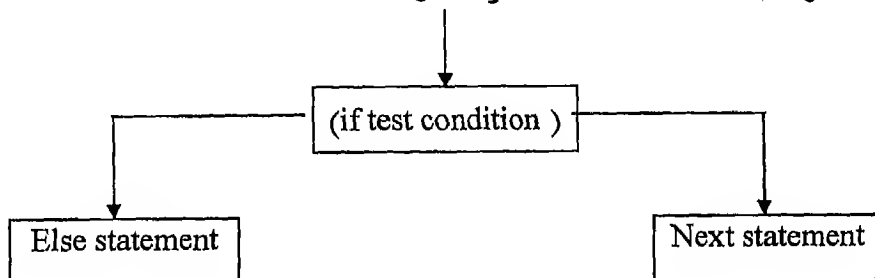 (if test condition )
Else statement
Next statement